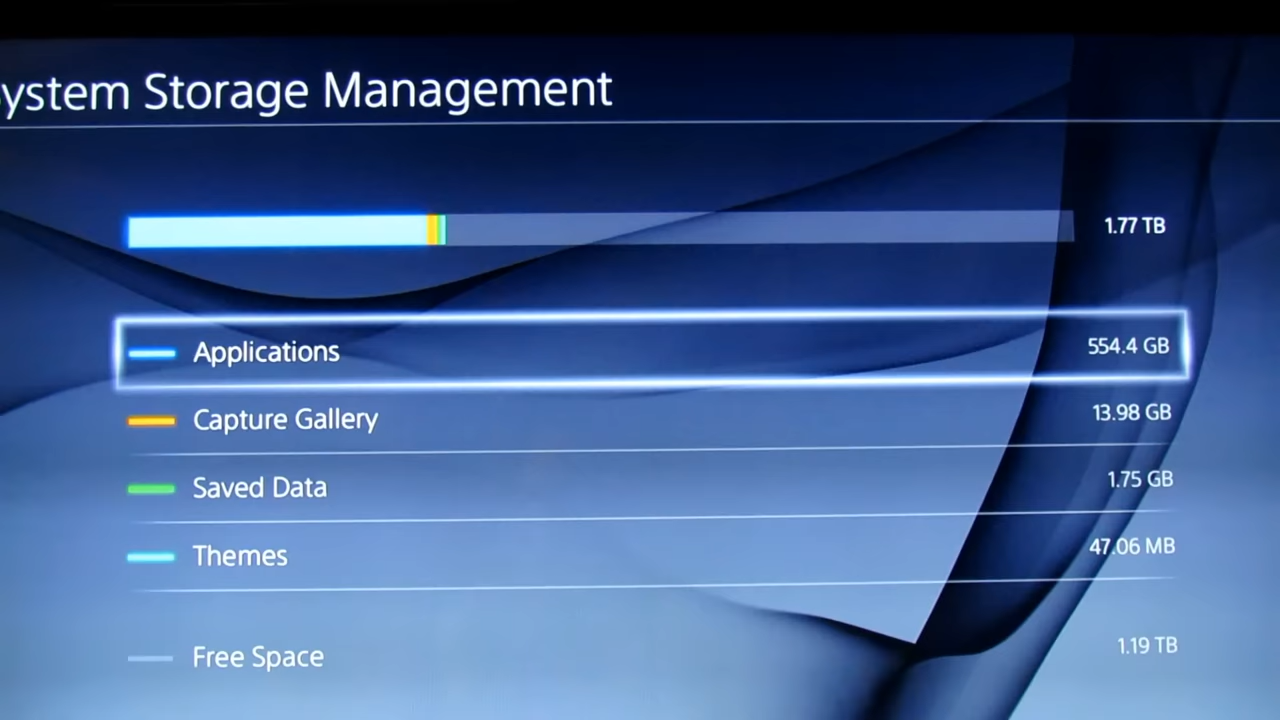 ystem Storage Management
1.77 TB
Applications 554.4 GB
Capture Gallery 13.98 GB
Saved Data 1.75 GB
Themes 47.06 MB
Free Space 1.19 TB